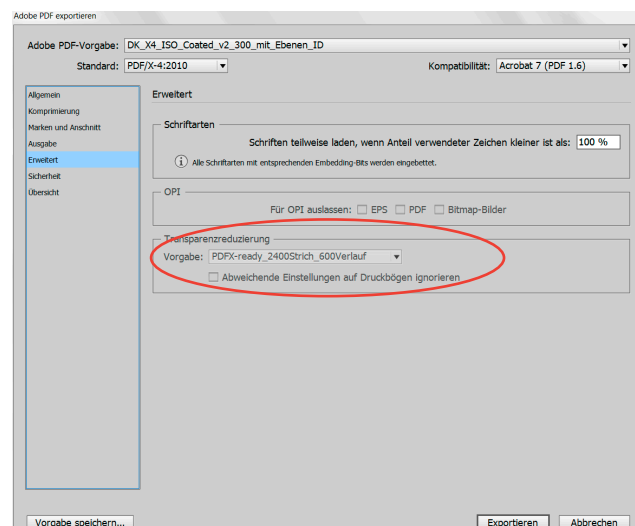 Adobe PDF exportieren
Adobe PDF-Vorgabe: DK_X4_ISO_Coated_v2_300_mit_Ebenen_ID
Standard: PDF/X-4:2010 Kompatibilität: Acrobat 7 (PDF 1.6)
Allgemein
Komprimierung
Marken und Anschnitt
Ausgabe
Erweitert
Sicherheit
Übersicht
Erweitert
Schriftarten
Schriften teilweise laden, wenn Anteil verwendeter Zeichen kleiner ist als: 100 %
Alle Schriftarten mit entsprechenden Embedding-Bits werden eingebettet.
OPI
Für OPI auslassen: EPS PDF Bitmap-Bilder
Transparenzreduzierung
Vorgabe: PDFX-ready_2400Strich_600Verlauf
Abweichende Einstellungen auf Druckbögen ignorieren
Vorgabe speichern... Exportieren Abbrechen